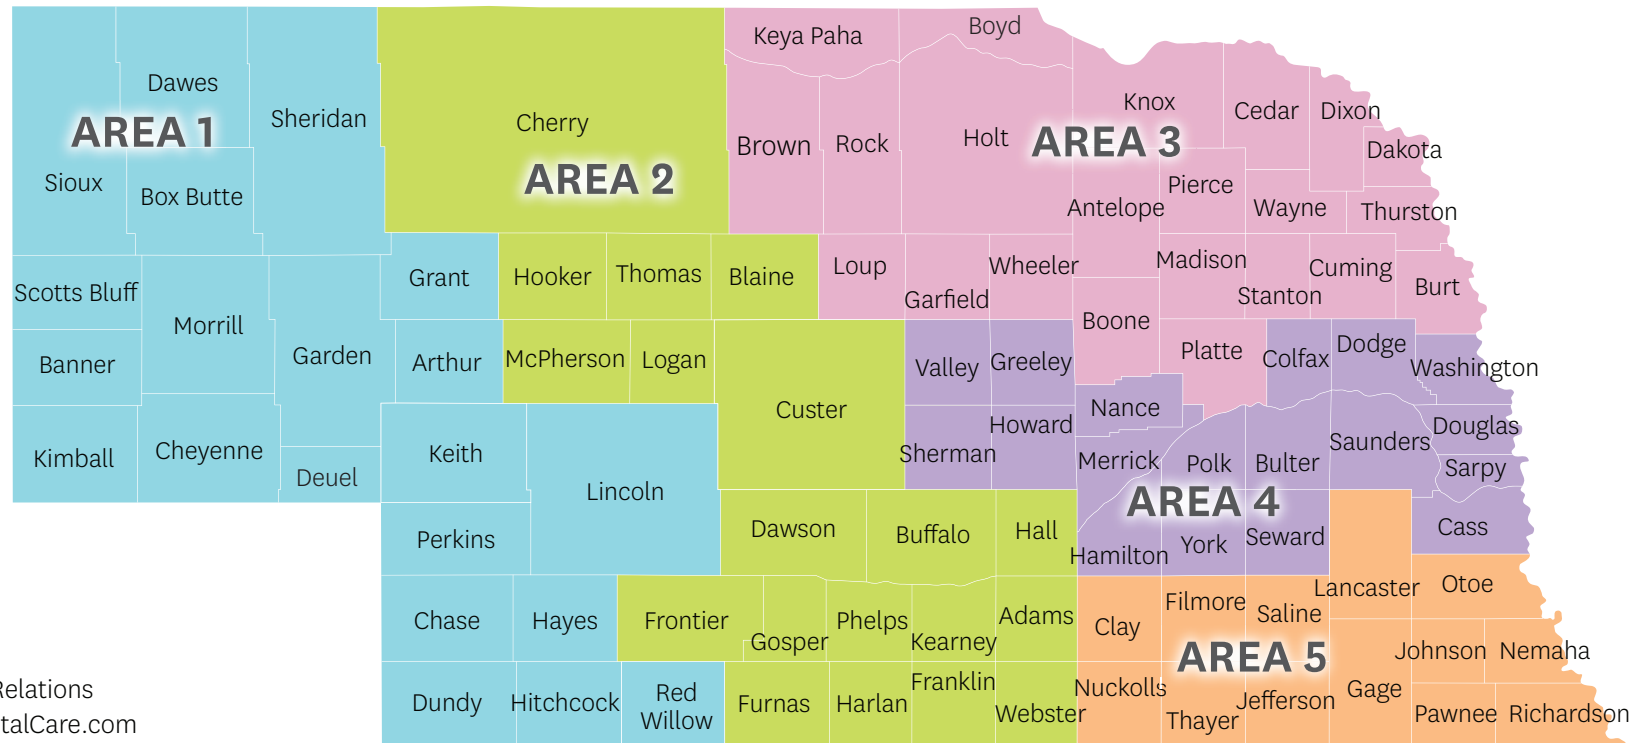 Keya Paha
Boyd
Dawes
Sheridan
Cherry
Knox
Cedar
Dixon
AREA 1
AREA 2
AREA 3
Brown
Rock
Holt
Dakota
Sioux
Box Butte
Pierce
Antelope
Wayne
Thurston
Scotts Bluff
Grant
Hooker
Thomas
Blaine
Loup
Garfield
Wheeler
Madison
Stanton
Cuming
Burt
Morrill
Boone
Banner
Garden
Arthur
McPherson
Logan
Valley
Greeley
Platte
Colfax
Dodge
Washington
Custer
Nance
Kimball
Cheyenne
Deuel
Keith
Lincoln
Sherman
Howard
Merrick
Polk
Bulter
Saunders
Douglas
Sarpy
AREA 4
Perkins
Dawson
Buffalo
Hall
Hamilton
York
Seward
Cass
Chase
Hayes
Frontier
Gosper
Phelps
Kearney
Adams
Clay
Filmore
Saline
Lancaster
Otoe
AREA 5
Johnson
Nemaha
Dundy
Hitchcock
Red
Willow
Furnas
Harlan
Franklin
Webster
Nuckolls
Thayer
Jefferson
Gage
Pawnee
Richardson
Relations
talCare.com